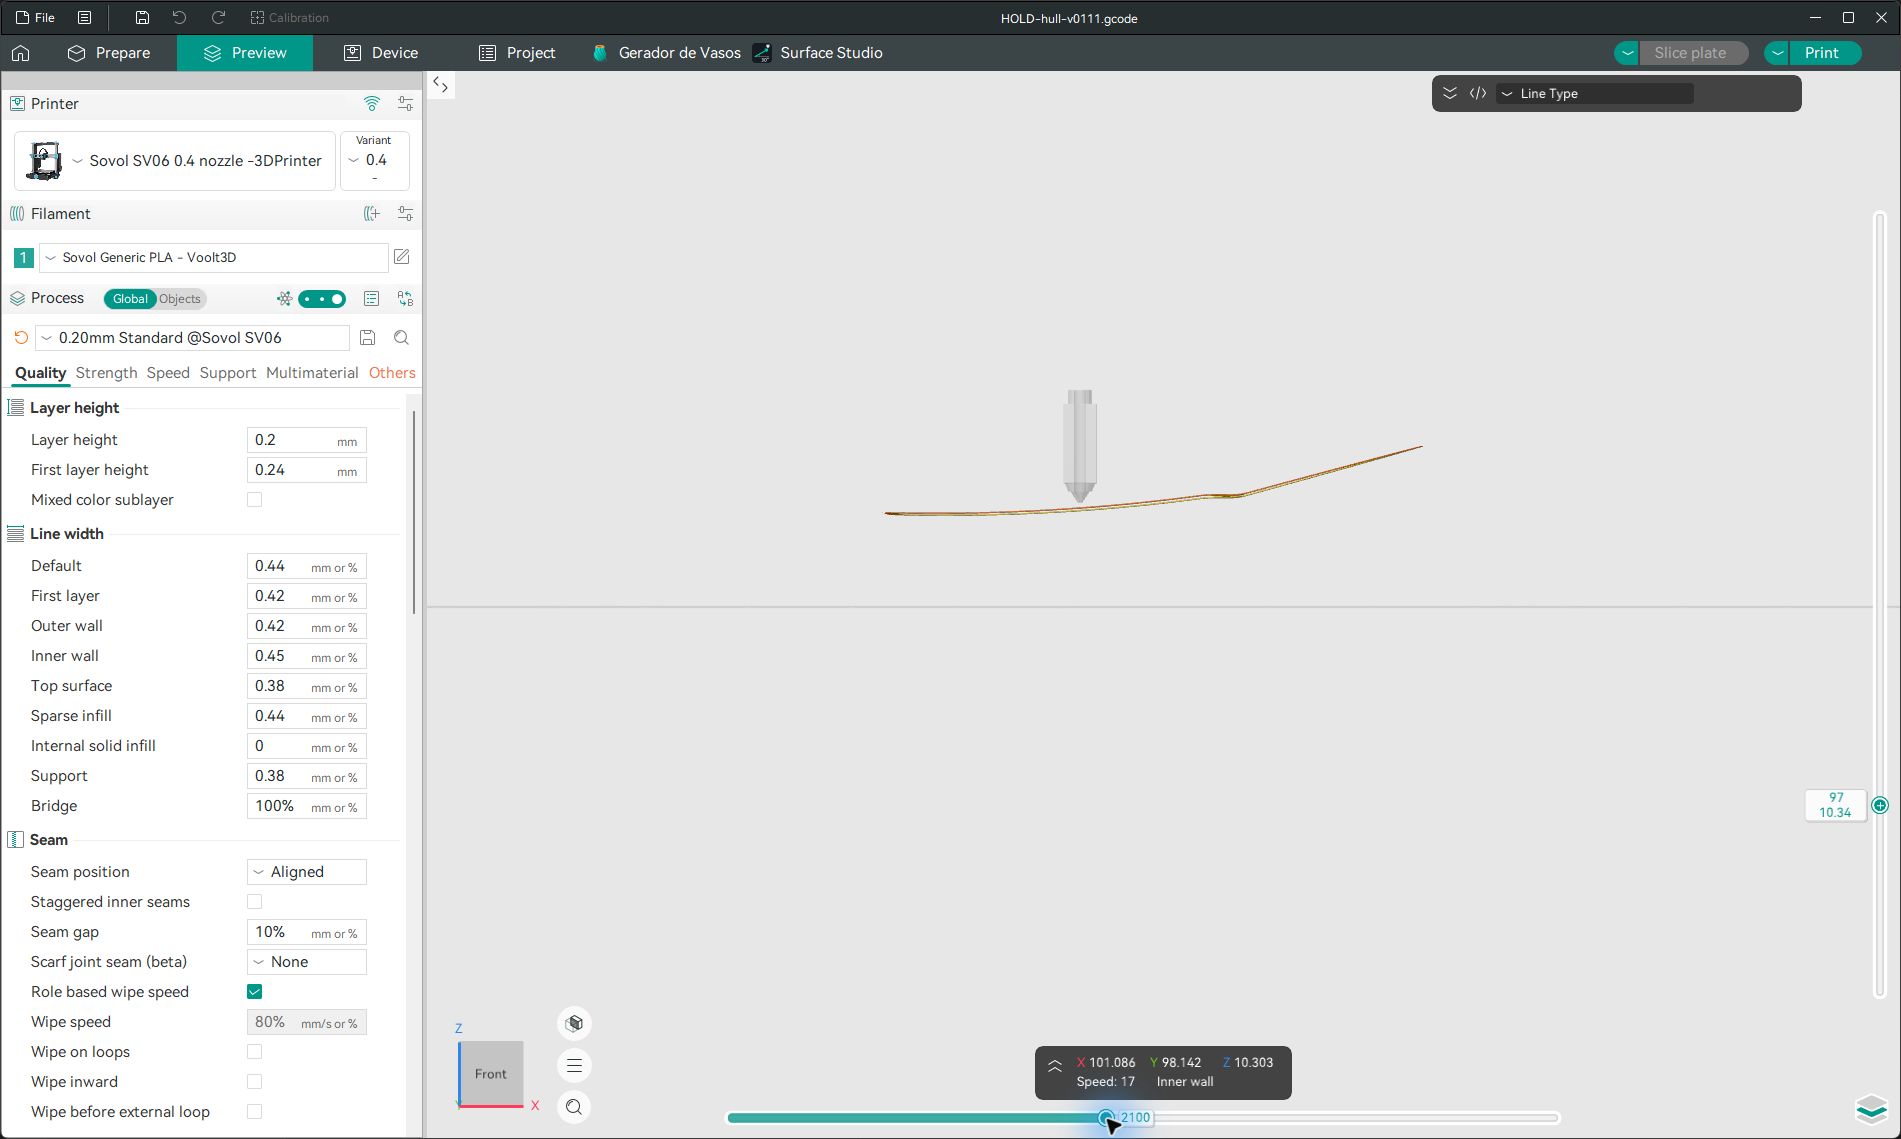 File
Calibration
HOLD-hull-v0111.gcode
Prepare
Preview
Device
Project
Gerador de Vasos
Surface Studio
Slice plate
Print
Line Type
Printer
Sovol SV06 0.4 nozzle -3DPrinter
Variant
0.4
-
Filament
1
Sovol Generic PLA - Voolt3D
Process
Global
Objects
0.20mm Standard @Sovol SV06
Quality
Strength
Speed
Support
Multimaterial
Others
Layer height
Layer height 0.2 mm
First layer height 0.24 mm
Mixed color sublayer
Line width
Default 0.44 mm or %
First layer 0.42 mm or %
Outer wall 0.42 mm or %
Inner wall 0.45 mm or %
Top surface 0.38 mm or %
Sparse infill 0.44 mm or %
Internal solid infill 0 mm or %
Support 0.38 mm or %
Bridge 100% mm or %
Seam
Seam position Aligned
Staggered inner seams
Seam gap 10% mm or %
Scarf joint seam (beta) None
Role based wipe speed
Wipe speed 80% mm/s or %
Wipe on loops
Wipe inward
Wipe before external loop
97
10.34
Z
Front
Y
X
X 101.086 Y 98.142 Z 10.303
Speed: 17 Inner wall
2100